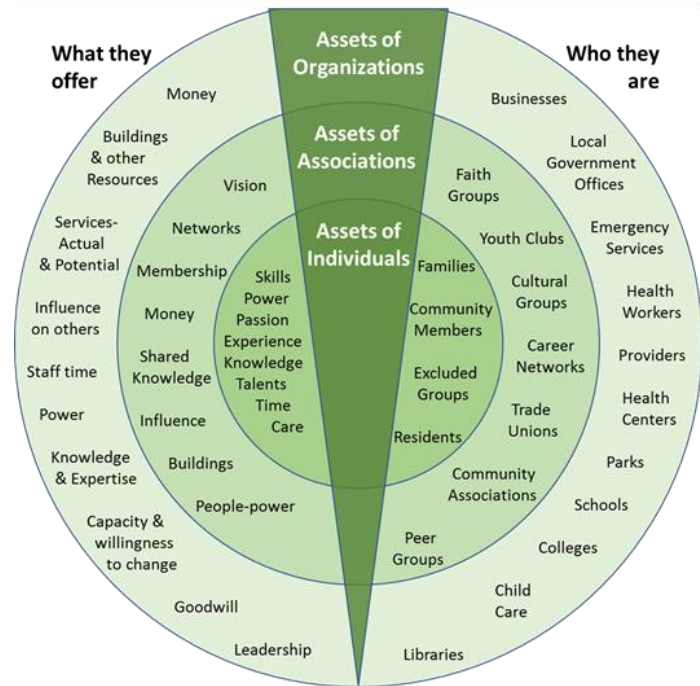 What they
offer
Who they
are
Assets of
Organizations
Assets of
Associations
Assets of
Individuals
Money
Buildings
& other
Resources
Services-
Actual
& Potential
Influence
on others
Staff time
Power
Knowledge
& Expertise
Capacity &
willingness
to change
Goodwill
Leadership
Vision
Networks
Membership
Money
Shared
Knowledge
Influence
Buildings
People-power
Skills
Power
Passion
Experience
Knowledge
Talents
Time
Care
Families
Community
Members
Excluded
Groups
Residents
Faith
Groups
Youth Clubs
Cultural
Groups
Career
Networks
Trade
Unions
Community
Associations
Peer
Groups
Businesses
Local
Government
Offices
Emergency
Services
Health
Workers
Providers
Health
Centers
Parks
Schools
Colleges
Child
Care
Libraries